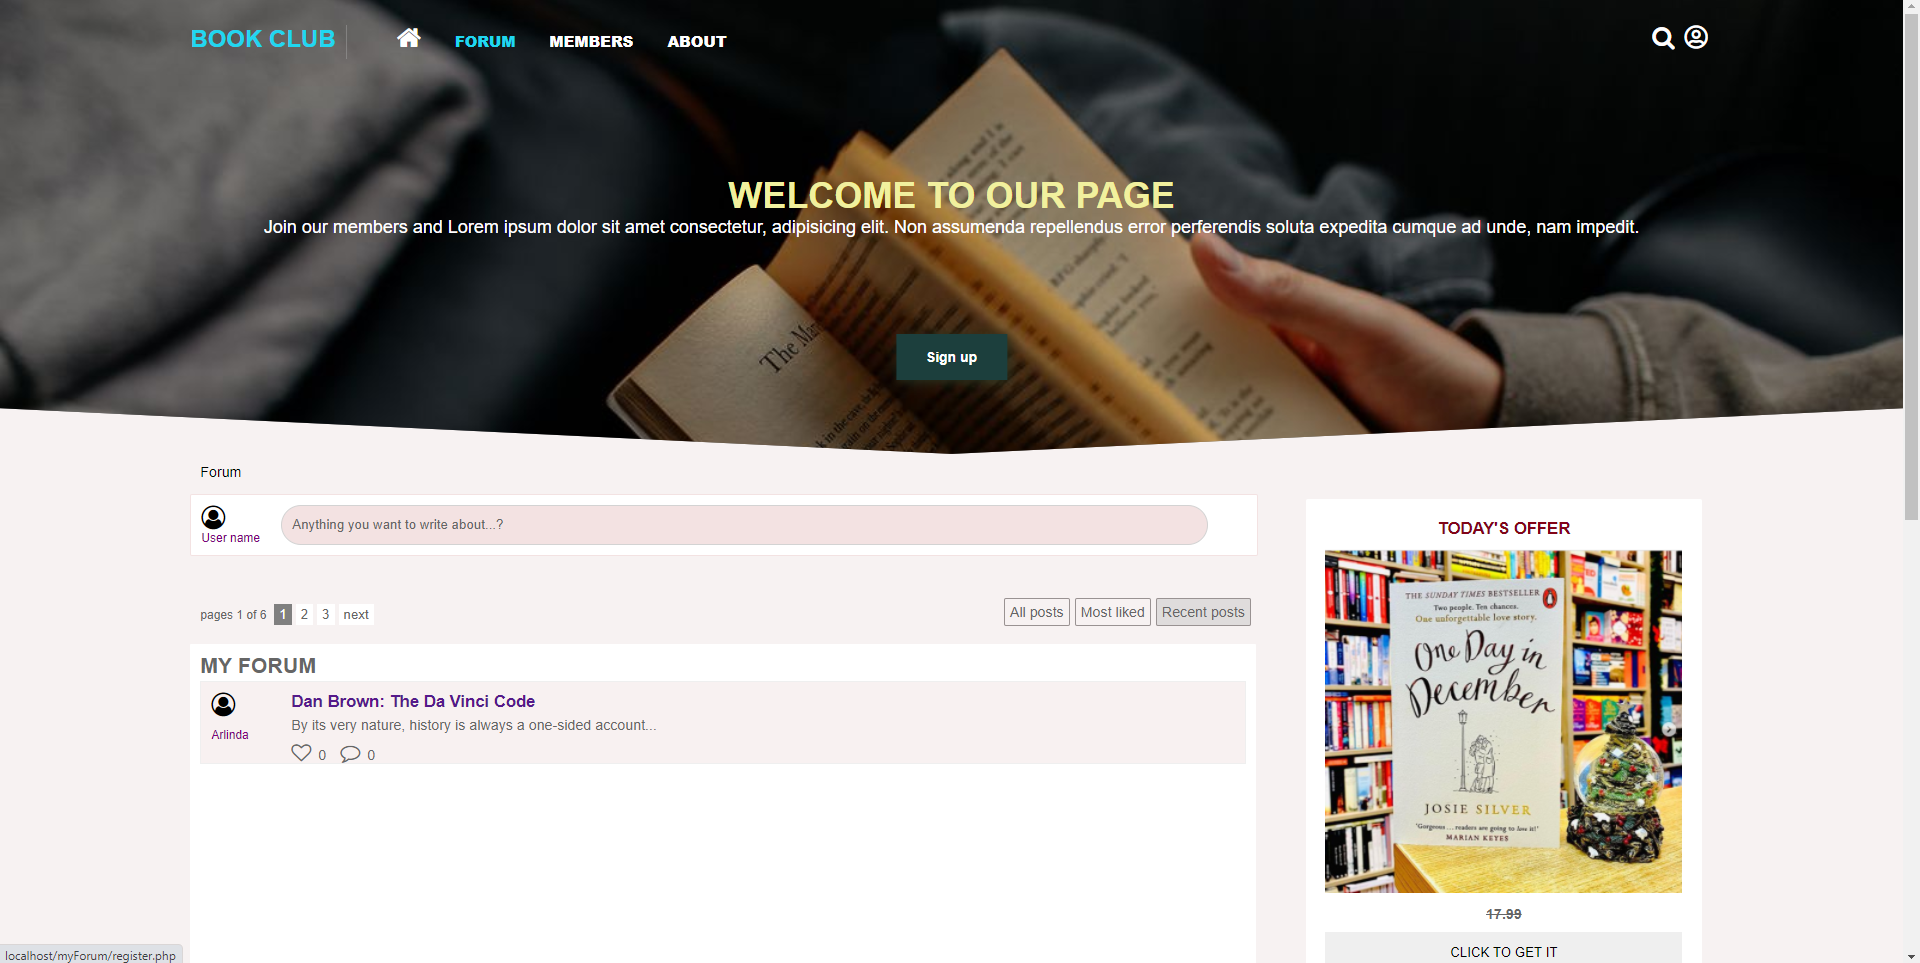 BOOK CLUB
FORUM
MEMBERS
ABOUT
WELCOME TO OUR PAGE
Join our members and Lorem ipsum dolor sit amet consectetur, adipisicing elit. Non assumenda repellendus error perferendis soluta expedita cumque ad unde, nam impedit.
The Mar
Sign up
Forum
User name
Anything you want to write about...?
pages 1 of 6 1 2 3 next
All posts
Most liked
Recent posts
MY FORUM
Dan Brown: The Da Vinci Code
By its very nature, history is always a one-sided account...
Arlinda
0
0
TODAY'S OFFER
THE SUNDAY TIMES BESTSELLER
Two people. Ten chances.
One unforgettable love story.
One Day in
December
JOSIE SILVER
'Gorgeous ... readers are going to love it!'
MARIAN KEYES
17.99
CLICK TO GET IT
localhost/myForum/register.php